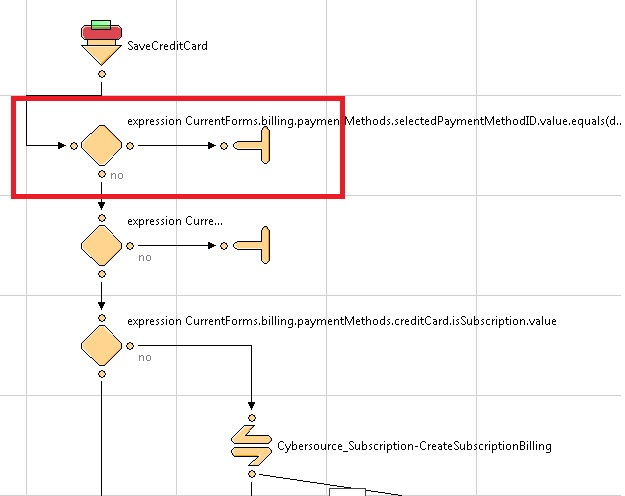 SaveCreditCard
expression CurrentForms.billing.paymentMethods.selectedPaymentMethodID.value.equals(d...
no
expression Curre...
no
expression CurrentForms.billing.paymentMethods.creditCard.isSubscription.value
no
Cybersource_Subscription-CreateSubscriptionBilling